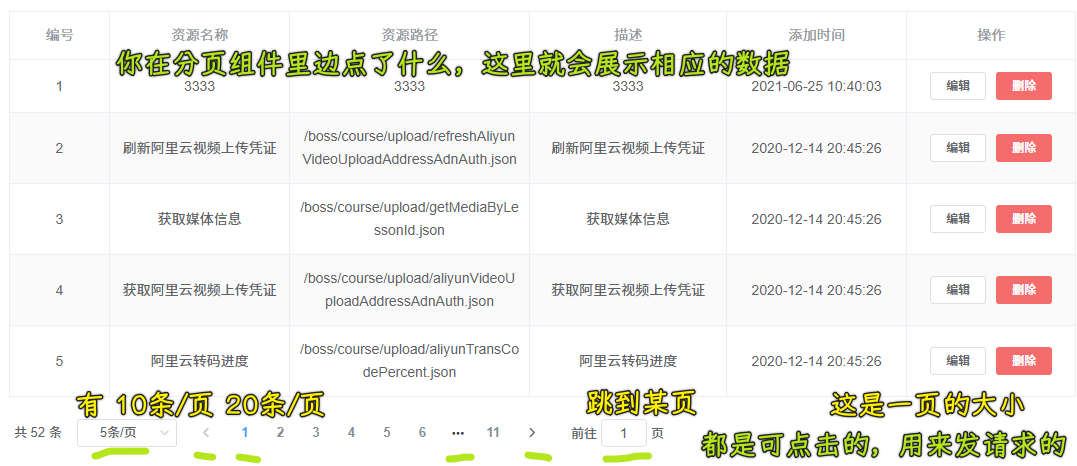 编号 资源名称 资源路径 描述 添加时间 操作
你在分页组件里边点了什么，这里就会展示相应的数据
1 3333 3333 3333 2021-06-25 10:40:03 编辑 删除
2 刷新阿里云视频上传凭证 /boss/course/upload/refreshAliyun
VideoUploadAddressAdnAuth.json 刷新阿里云视频上传凭证 2020-12-14 20:45:26 编辑 删除
3 获取媒体信息 /boss/course/upload/getMediaByLe
ssonId.json 获取媒体信息 2020-12-14 20:45:26 编辑 删除
4 获取阿里云视频上传凭证 /boss/course/upload/aliyunVideoU
ploadAddressAdnAuth.json 获取阿里云视频上传凭证 2020-12-14 20:45:26 编辑 删除
5 阿里云转码进度 /boss/course/upload/aliyunTransCo
dePercent.json 阿里云转码进度 2020-12-14 20:45:26 编辑 删除
有 10条/页 20条/页 跳到某页 这是一页的大小
共 52 条 5条/页 1 2 3 4 5 6 ••• 11 前往 1 页
都是可点击的，用来发请求的